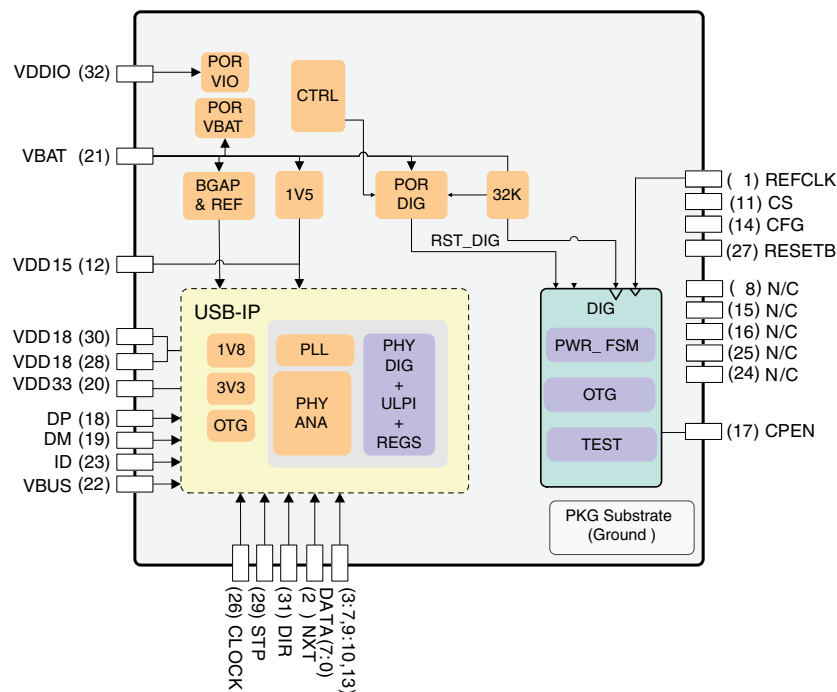 VDDIO (32)
VBAT (21)
VDD15 (12)
VDD18 (30)
VDD18 (28)
VDD33 (20)
DP (18)
DM (19)
ID (23)
VBUS (22)
POR
VIO
POR
VBAT
CTRL
BGAP
& REF
1V5
POR
DIG
32K
RST_DIG
USB-IP
1V8
3V3
OTG
PLL
PHY
ANA
PHY
DIG
+
ULPI
+
REGS
DIG
PWR_ FSM
OTG
TEST
PKG Substrate
(Ground )
( 1) REFCLK
(11) CS
(14) CFG
(27) RESETB
( 8) N/C
(15) N/C
(16) N/C
(25) N/C
(24) N/C
(17) CPEN
(26) CLOCK
(29) STP
(31) DIR
(2 ) NXT
DATA(7:0)
(3:7,9:10,13)